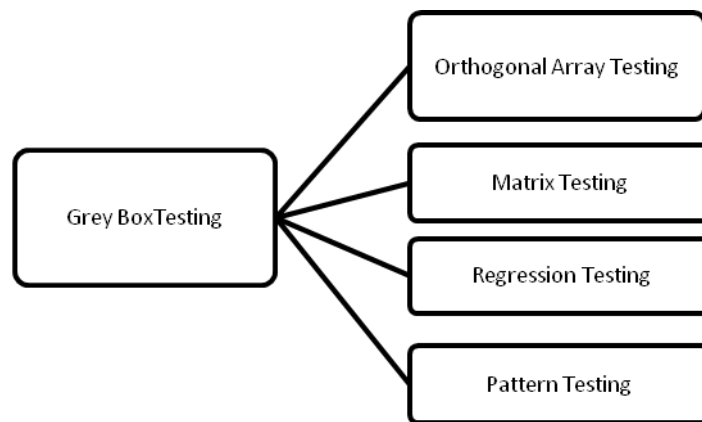 Orthogonal Array Testing
Matrix Testing
Grey BoxTesting
Regression Testing
Pattern Testing